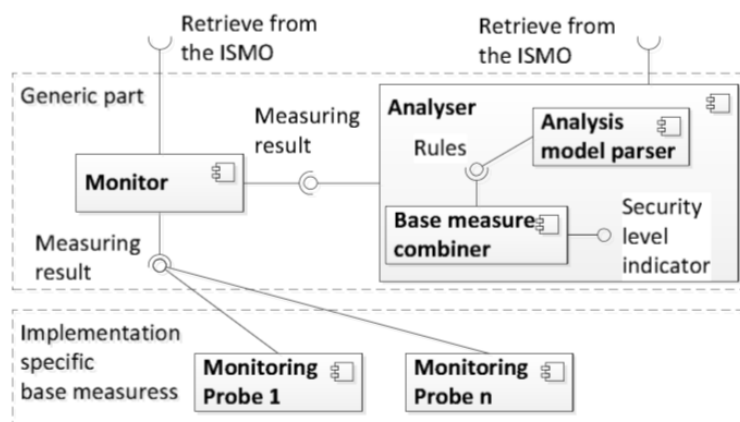 Retrieve from
the ISMO
Retrieve from
the ISMO
Generic part
Measuring
result
Analyser
Rules
Analysis
model parser
Monitor
Base measure
combiner
Security
level
indicator
Measuring
result
Implementation
specific
base measuress
Monitoring
Probe 1
Monitoring
Probe n